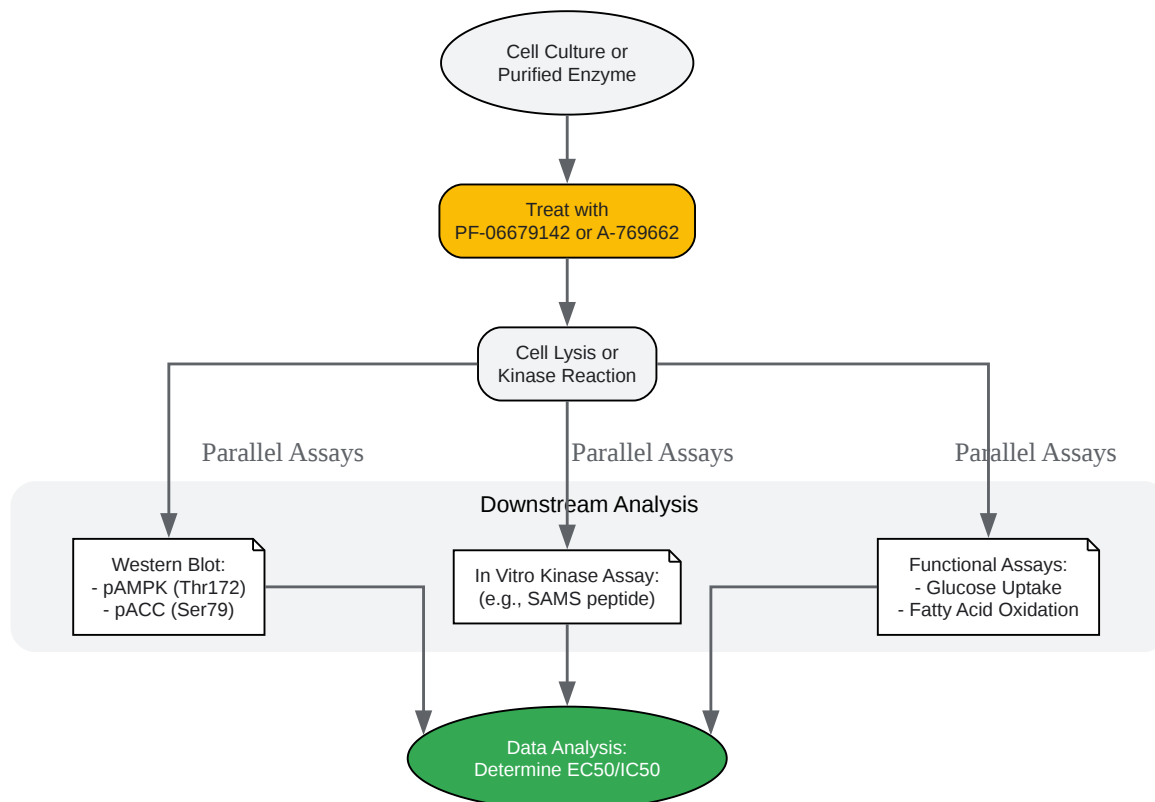 Cell Culture or
Purified Enzyme
Treat with
PF-06679142 or A-769662
Cell Lysis or
Kinase Reaction
Parallel Assays
Parallel Assays
Parallel Assays
Downstream Analysis
Western Blot:
- pAMPK (Thr172)
- pACC (Ser79)
In Vitro Kinase Assay:
(e.g., SAMS peptide)
Functional Assays:
- Glucose Uptake
- Fatty Acid Oxidation
Data Analysis:
Determine EC50/IC50